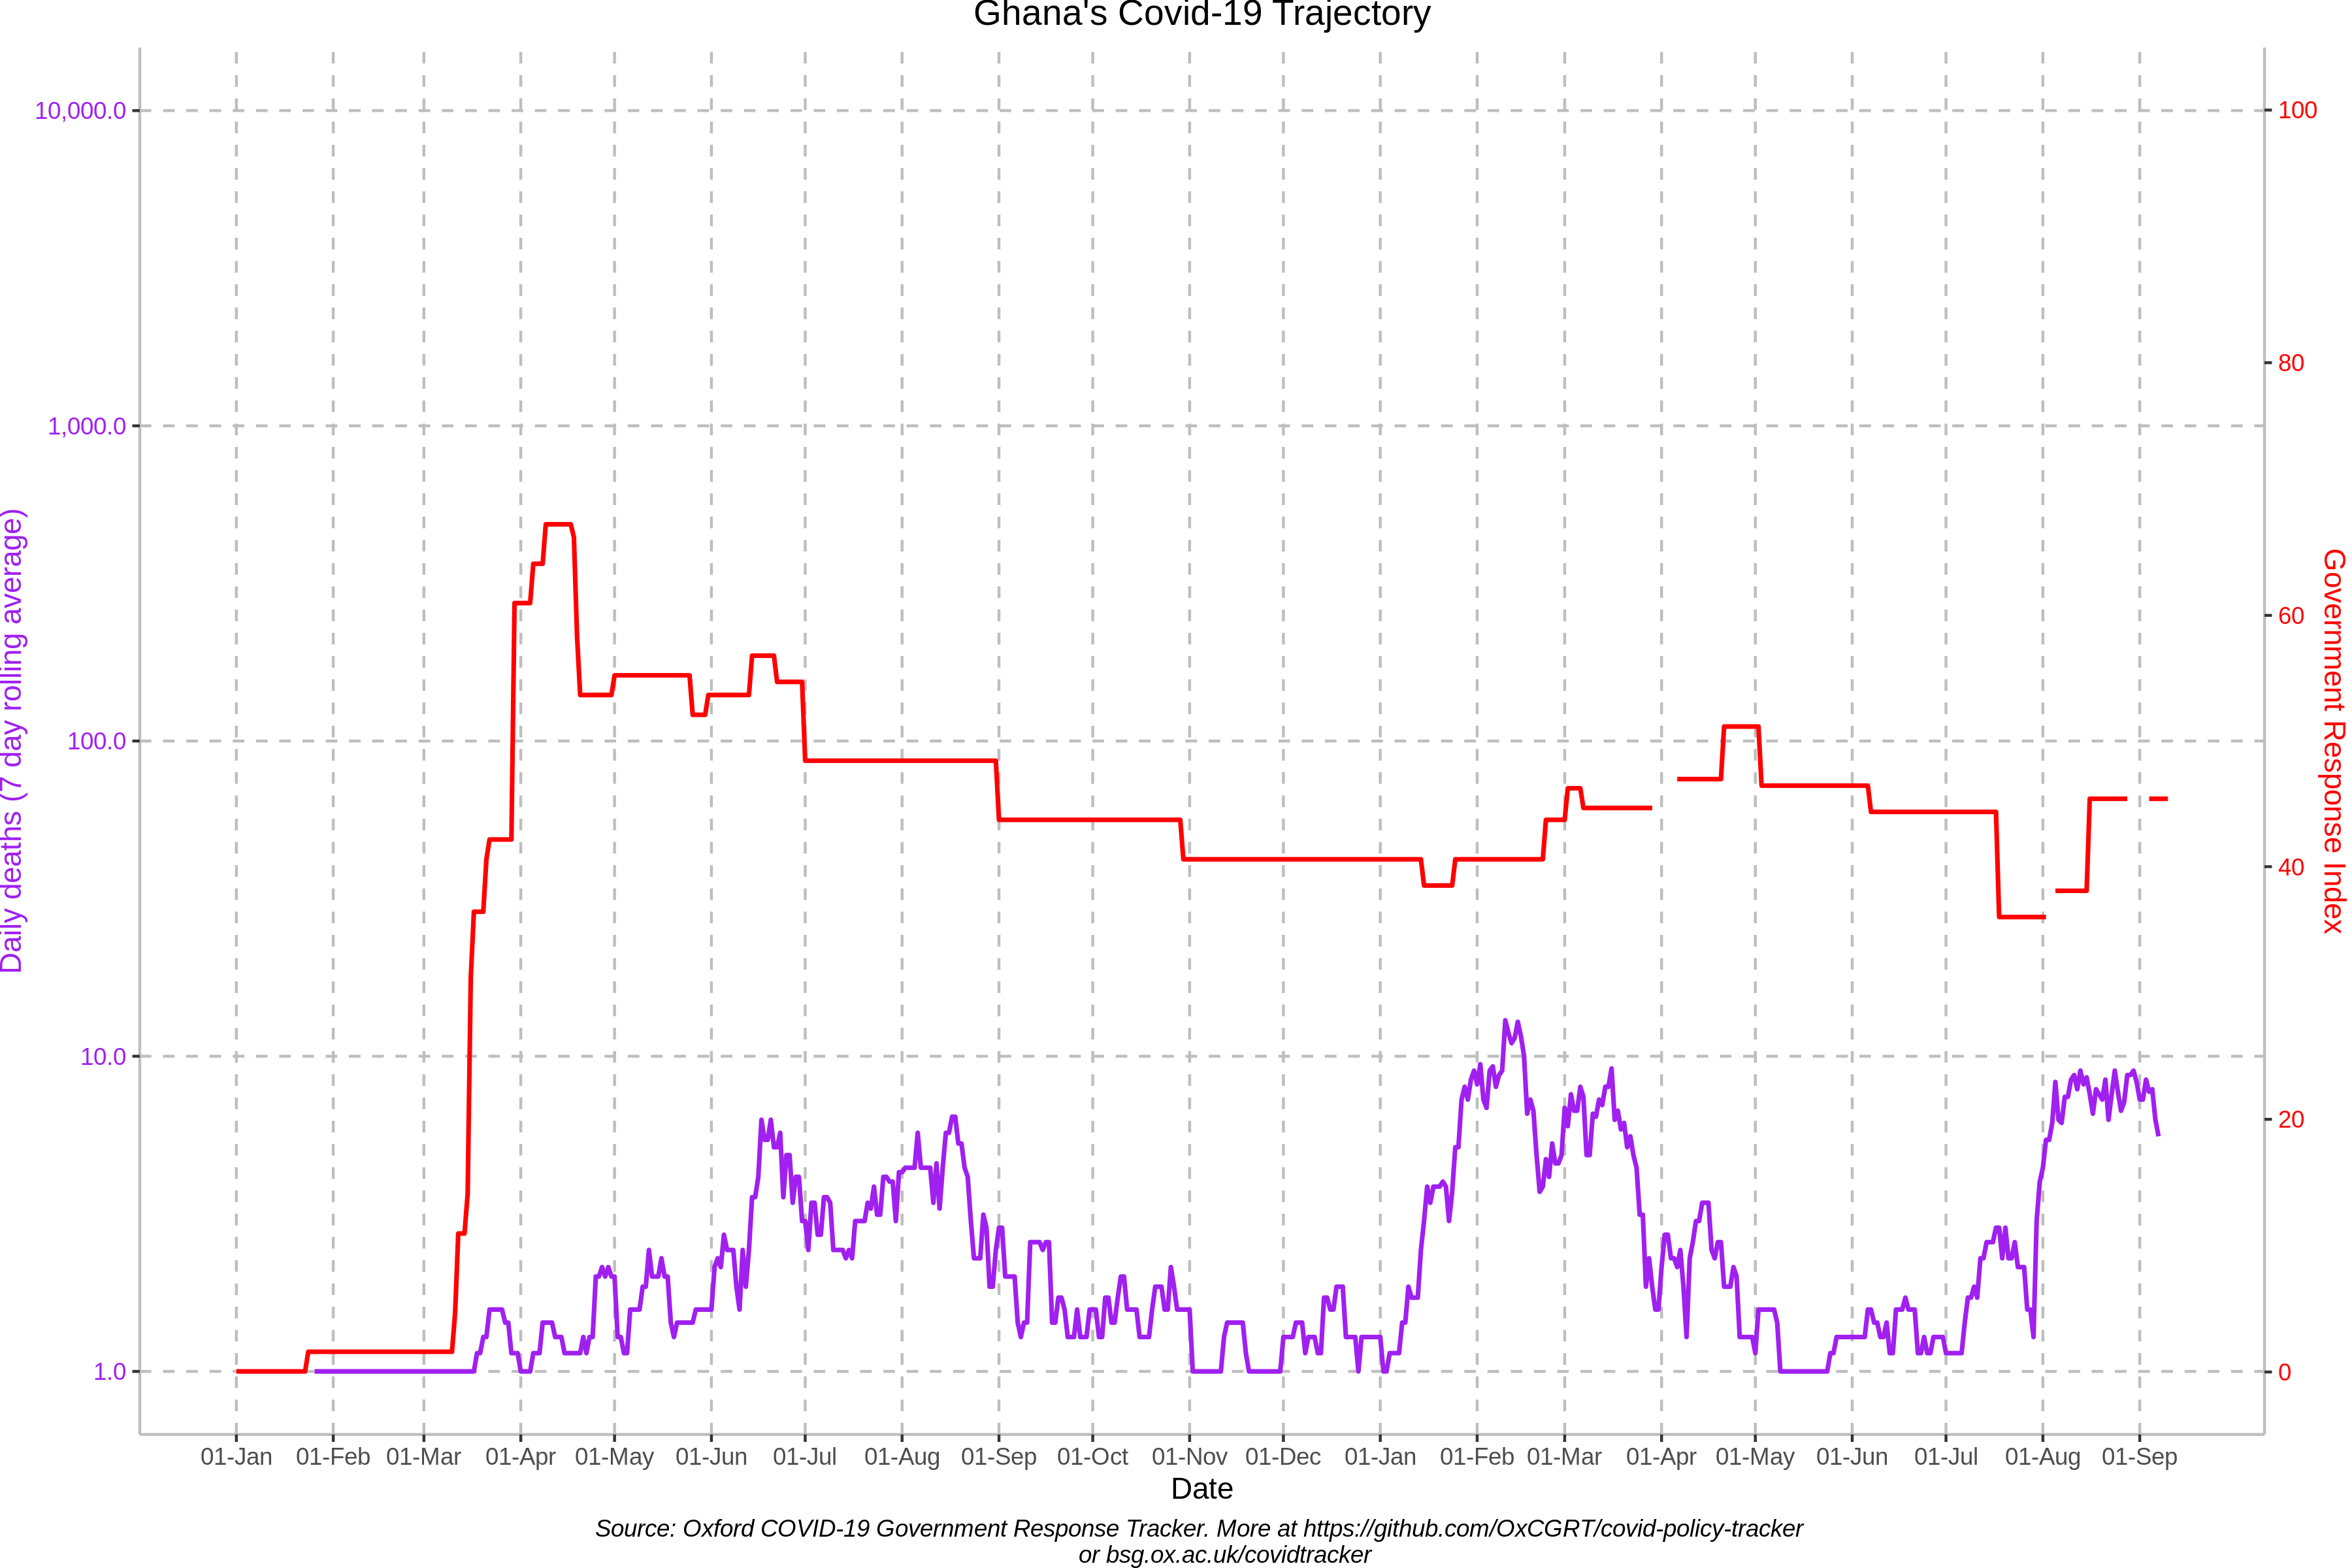 Ghana's Covid-19 Trajectory
10,000.0
1,000.0
100.0
10.0
1.0
Daily deaths (7 day rolling average)
100
80
60
40
20
0
Government Response Index
01-Jan 01-Feb 01-Mar 01-Apr 01-May 01-Jun 01-Jul 01-Aug 01-Sep 01-Oct 01-Nov 01-Dec 01-Jan 01-Feb 01-Mar 01-Apr 01-May 01-Jun 01-Jul 01-Aug 01-Sep
Date
Source: Oxford COVID-19 Government Response Tracker. More at https://github.com/OxCGRT/covid-policy-tracker
or bsg.ox.ac.uk/covidtracker